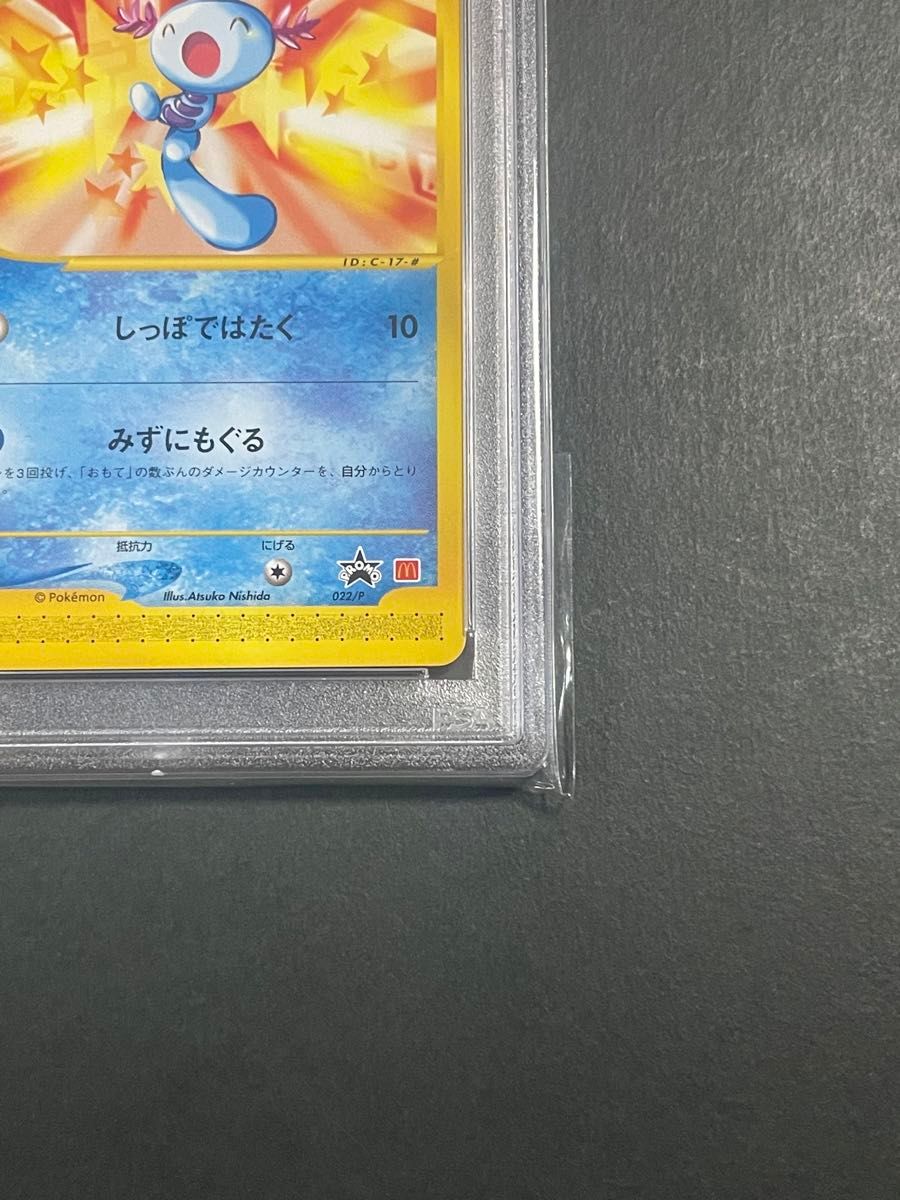 ID:C-17-#
しっぽではたく 10
みずにもぐる
を3回投げ、「おもて」の数ぶんのダメージカウンターを、自分からとり
。
抵抗力 にげる
PROMO
©Pokémon Illus.Atsuko Nishida 022/P
PSA